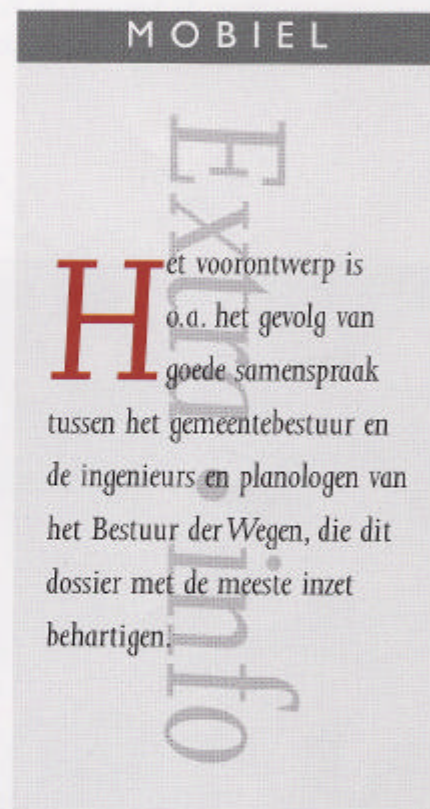 MOBIEL
Extra • info
Het voorontwerp is
o.a. het gevolg van
goede samenspraak
tussen het gemeentebestuur en
de ingenieurs en planologen van
het Bestuur der Wegen, die dit
dossier met de meeste inzet
behartigen.